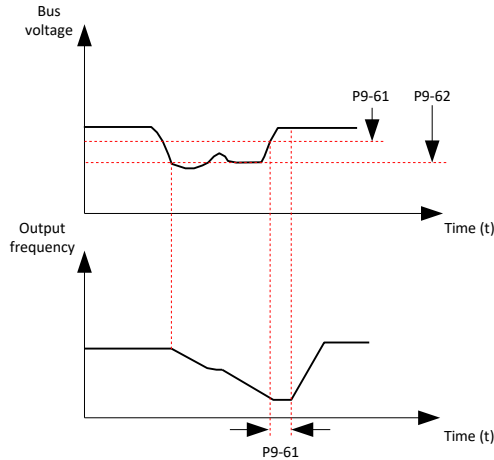 Bus
voltage
P9-61
P9-62
Time (t)
Output
frequency
Time (t)
P9-61